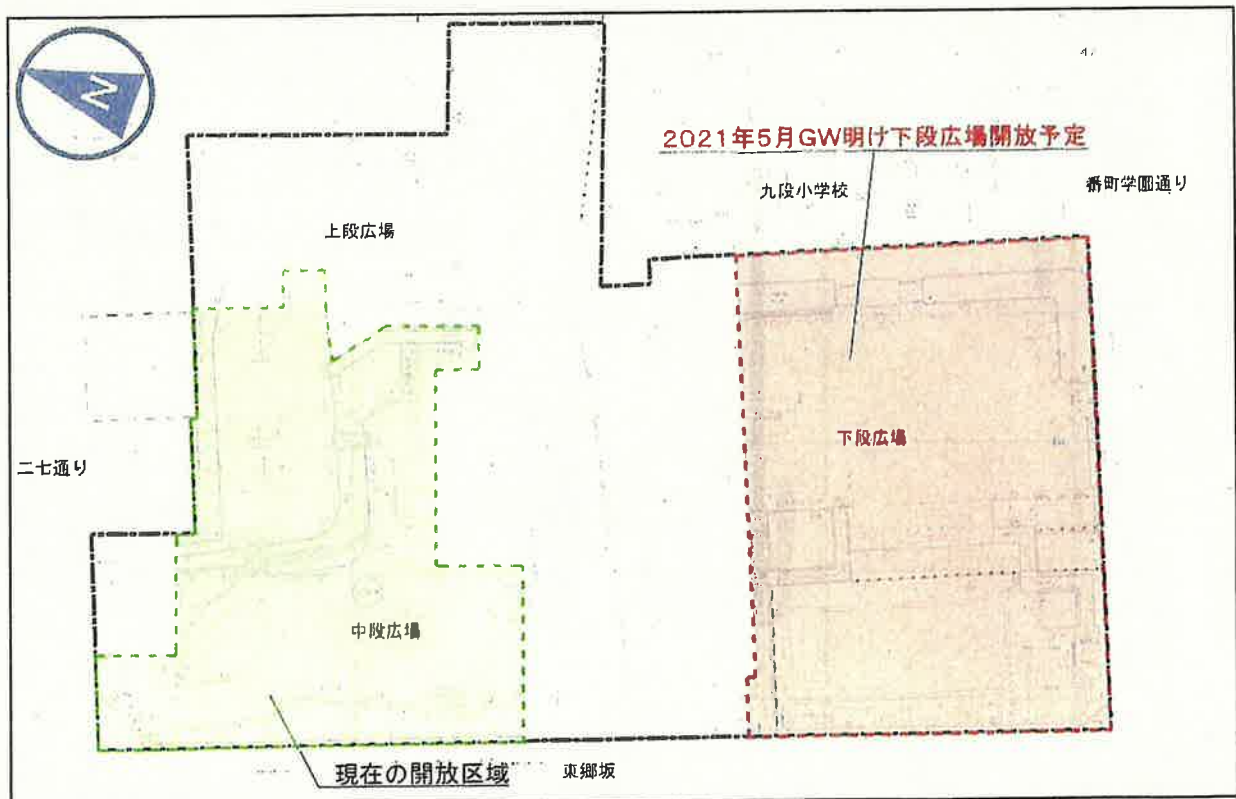 N
2021年5月GW明け下段広場開放予定
九段小学校
番町学園通り
上段広場
下段広場
二七通り
中段広場
現在の開放区域
東郷坂